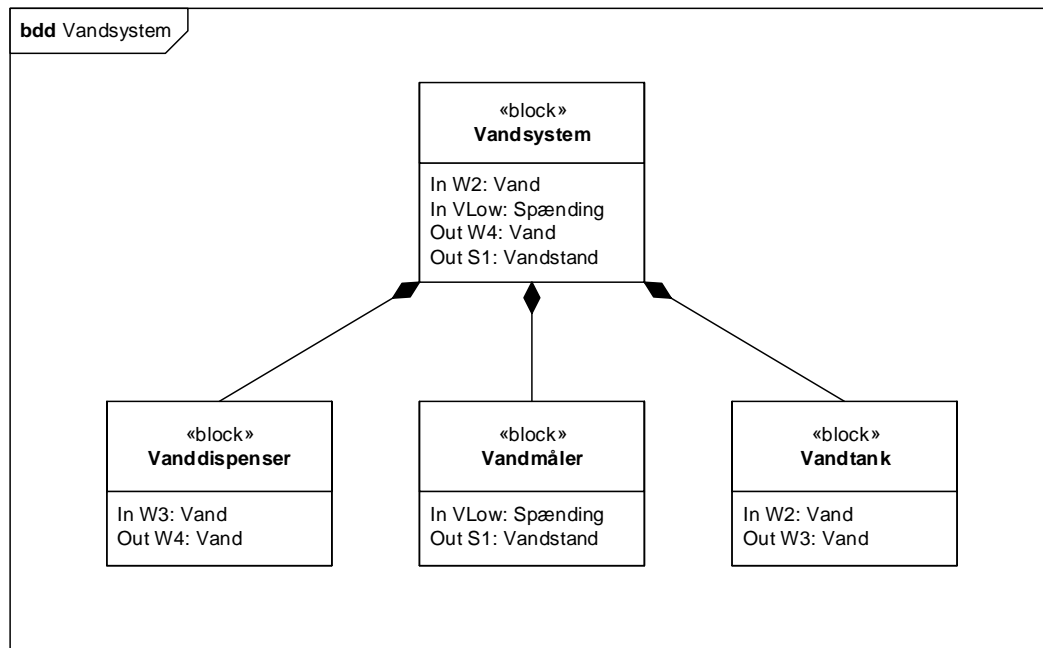 bdd Vandsystem
«block»
Vandsystem
In W2: Vand
In VLow: Spænding
Out W4: Vand
Out S1: Vandstand
«block»
Vanddispenser
In W3: Vand
Out W4: Vand
«block»
Vandmåler
In VLow: Spænding
Out S1: Vandstand
«block»
Vandtank
In W2: Vand
Out W3: Vand